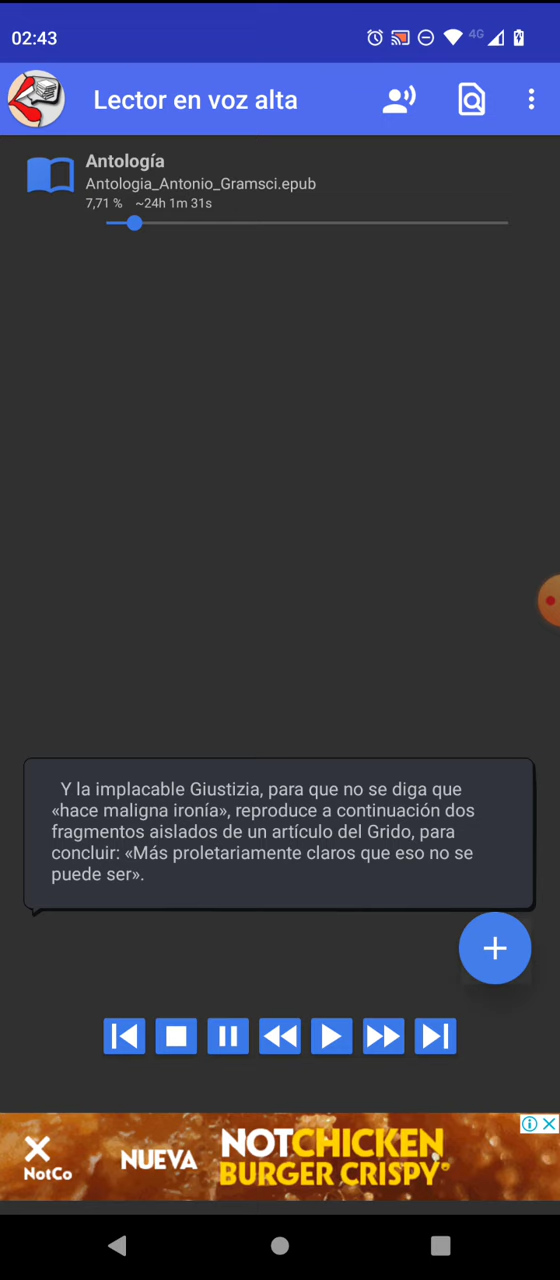 02:43
4G
Lector en voz alta
Antología
Antologia_Antonio_Gramsci.epub
7,71 % ~24h 1m 31s
Y la implacable Giustizia, para que no se diga que
«hace maligna ironía», reproduce a continuación dos
fragmentos aislados de un artículo del Grido, para
concluir: «Más proletariamente claros que eso no se
puede ser».
NotCo
NUEVA
NOTCHICKEN
BURGER CRISPY